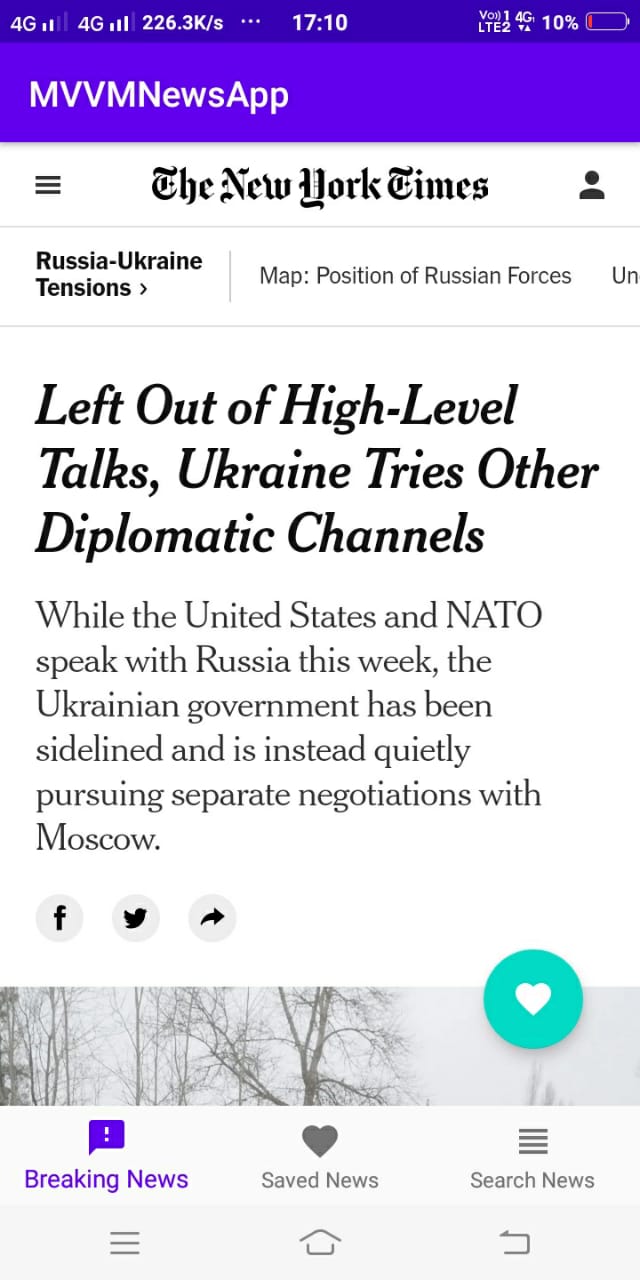 4G 4G 226.3K/s ... 17:10 Vo)) 1 4G LTE2 10%
MVVMNewsApp
The New York Times
Russia-Ukraine
Tensions ›
Map: Position of Russian Forces
Un
Left Out of High-Level
Talks, Ukraine Tries Other
Diplomatic Channels
While the United States and NATO
speak with Russia this week, the
Ukrainian government has been
sidelined and is instead quietly
pursuing separate negotiations with
Moscow.
Breaking News
Saved News
Search News